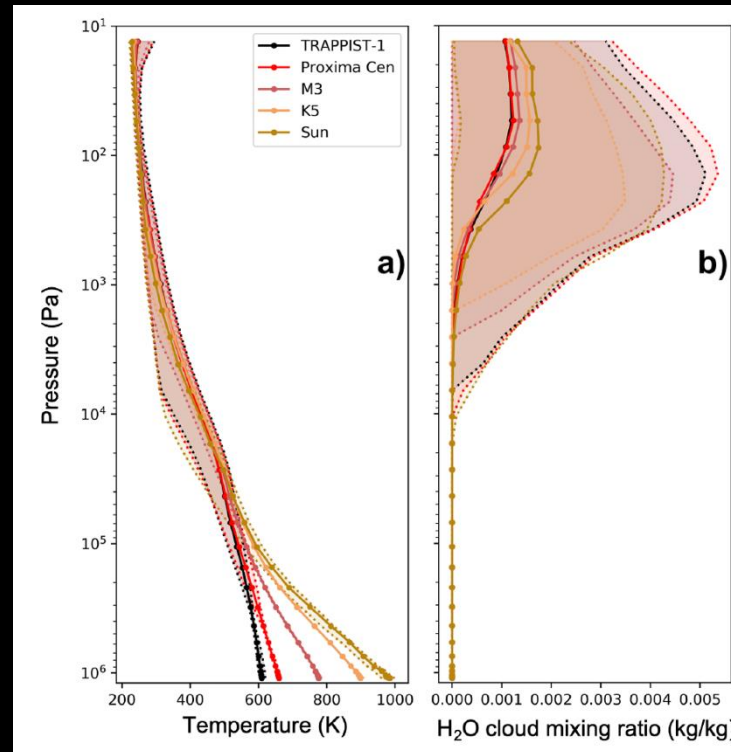 10¹
10²
10³
10⁴
10⁵
10⁶
Pressure (Pa)
TRAPPIST-1
Proxima Cen
M3
K5
Sun
a)
200 400 600 800 1000
Temperature (K)
b)
0.000 0.001 0.002 0.003 0.004 0.005
H₂O cloud mixing ratio (kg/kg)